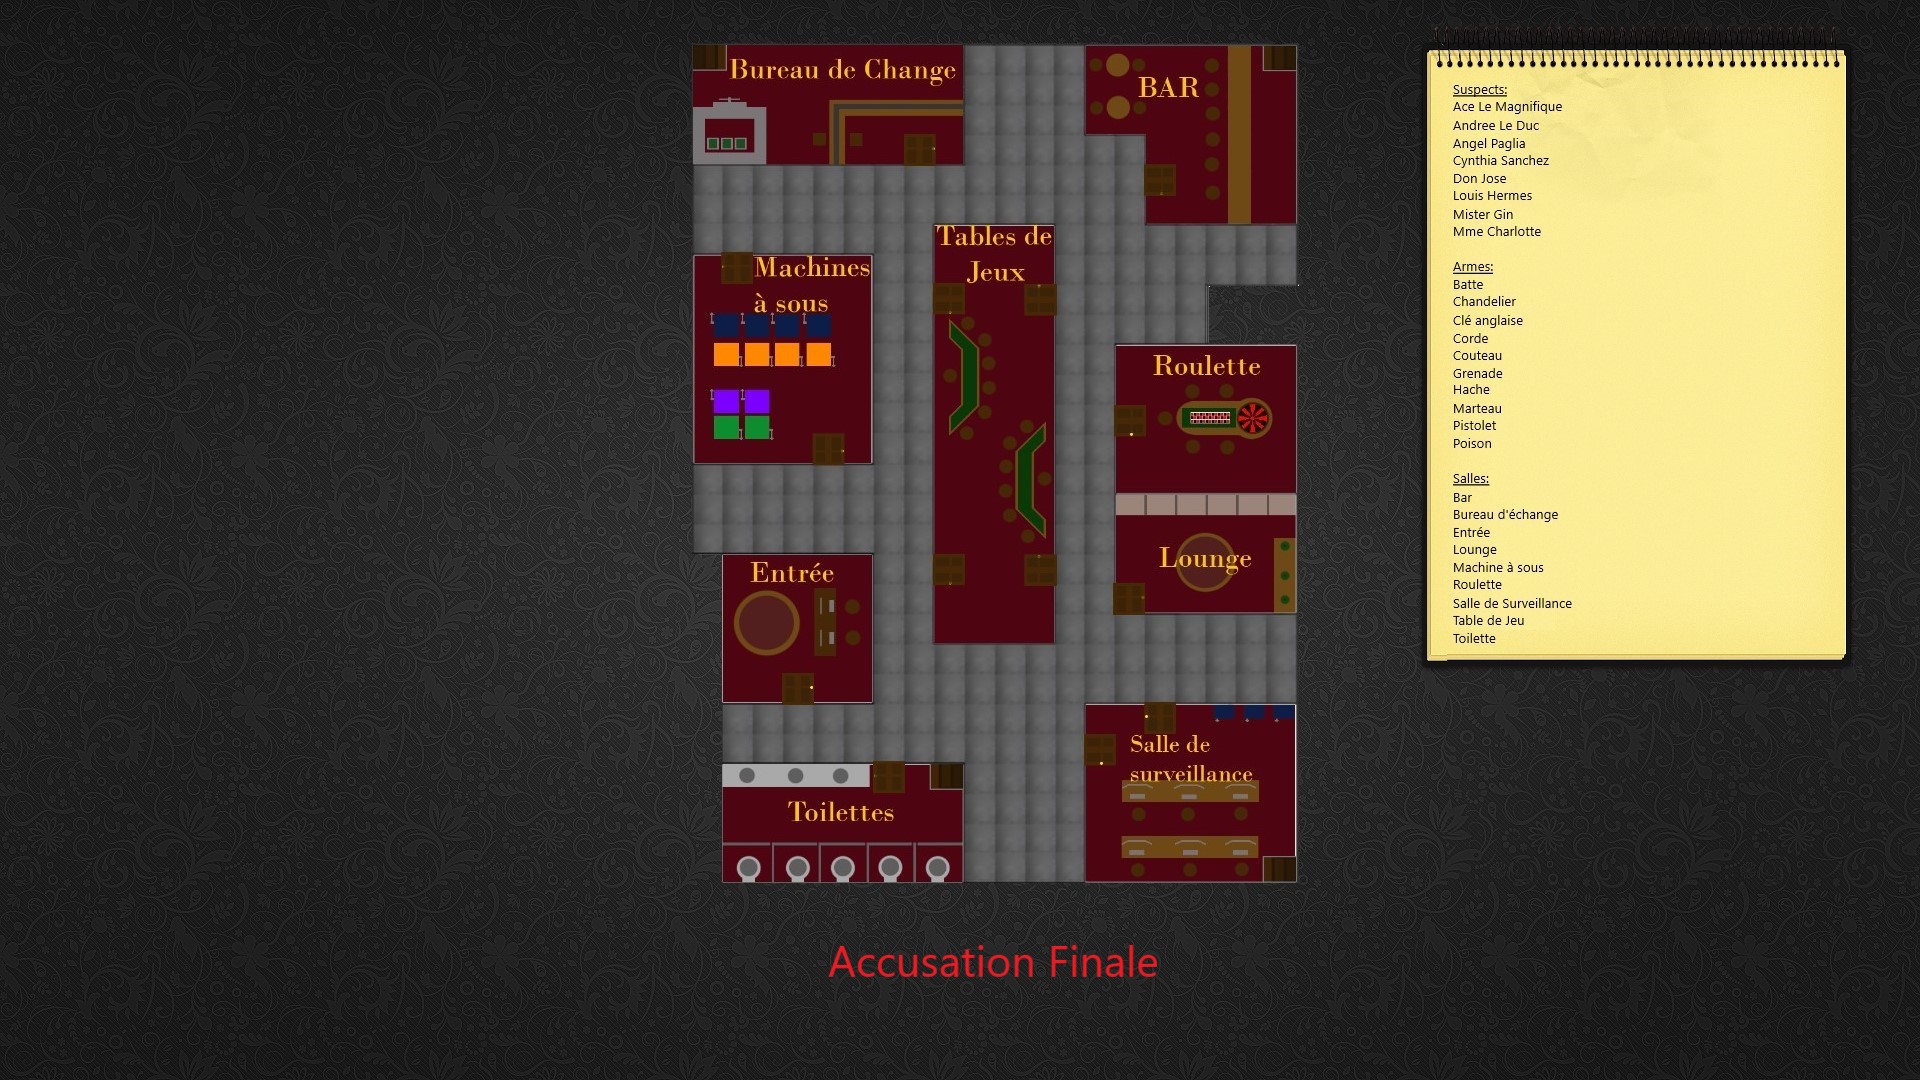 Bureau de Change
BAR
Tables de
Jeux
Machines
à sous
Roulette
Lounge
Entrée
Salle de
surveillance
Toilettes
Accusation Finale
Suspects:
Ace Le Magnifique
Andree Le Duc
Angel Paglia
Cynthia Sanchez
Don Jose
Louis Hermes
Mister Gin
Mme Charlotte
Armes:
Batte
Chandelier
Clé anglaise
Corde
Couteau
Grenade
Hache
Marteau
Pistolet
Poison
Salles:
Bar
Bureau d'échange
Entrée
Lounge
Machine à sous
Roulette
Salle de Surveillance
Table de Jeu
Toilette